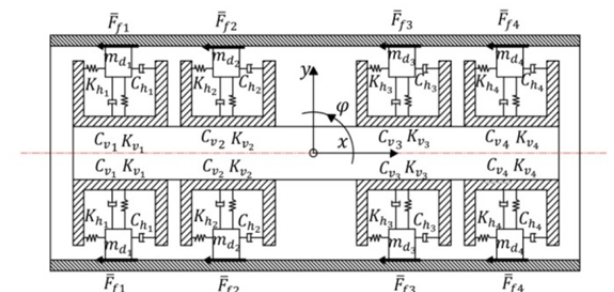 F̄f1 F̄f2 F̄f3 F̄f4
md1 md2 md3 md4
Kh1 Ch1 Kh2 Ch2 y φ Kh3 Ch3 Kh4 Ch4
Cv1 Kv1 Cv2 Kv2 x Cv3 Kv3 Cv4 Kv4
Cv1 Kv1 Cv2 Kv2 Cv3 Kv3 Cv4 Kv4
Kh1 Ch1 Kh2 Ch2 Kh3 Ch3 Kh4 Ch4
md1 md2 md3 md4
F̄f1 F̄f2 F̄f3 F̄f4